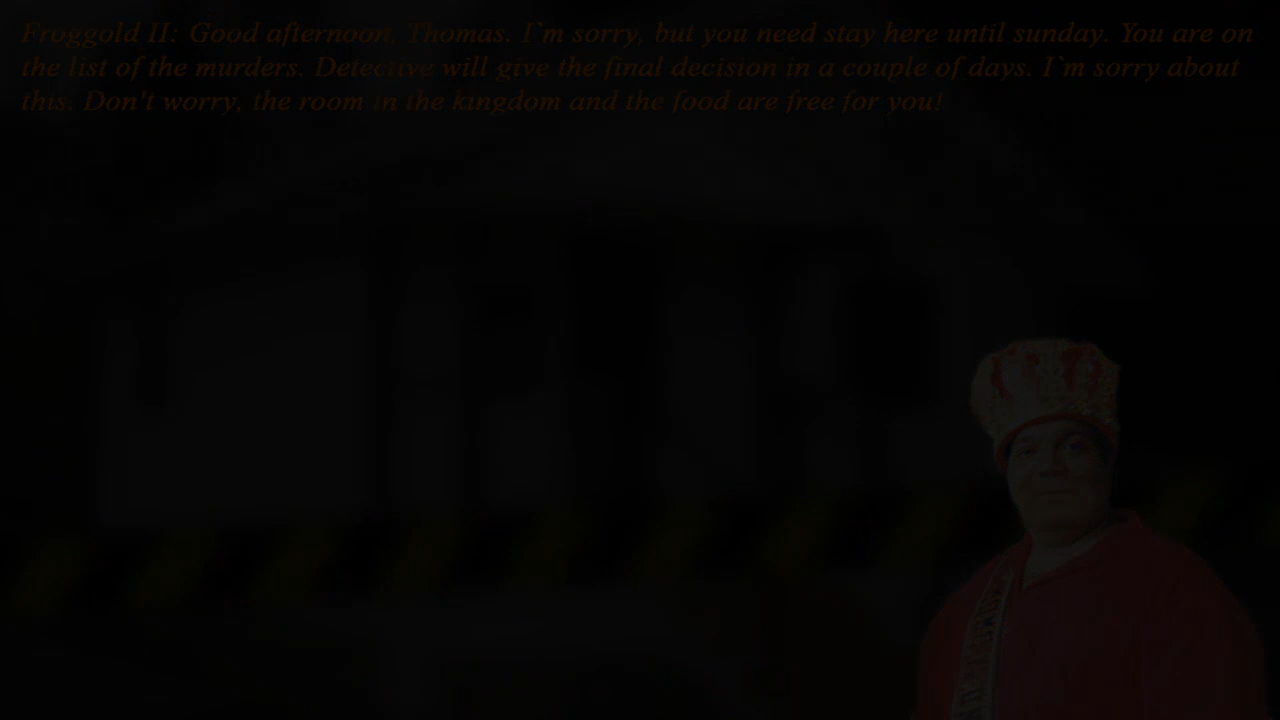 Froggold II: Good afternoon, Thomas. I`m sorry, but you need stay here until sunday. You are on
the list of the murders. Detective will give the final decision in a couple of days. I`m sorry about
this. Don't worry, the room in the kingdom and the food are free for you!